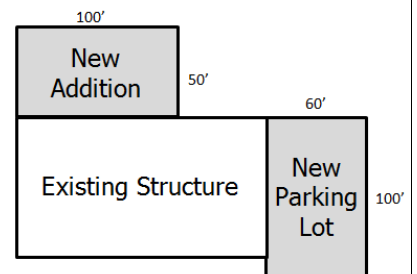 100’
New
Addition
50’
60’
Existing Structure
New
Parking
Lot
100’